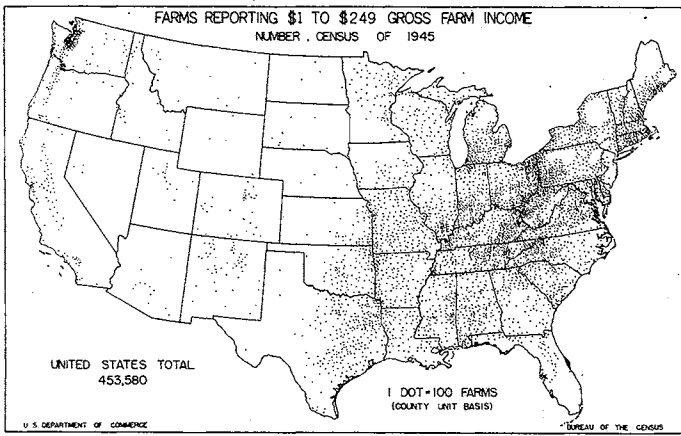 FARMS REPORTING $1 TO $249 GROSS FARM INCOME
NUMBER, CENSUS OF 1945
UNITED STATES TOTAL
453,580
1 DOT=100 FARMS
(COUNTY UNIT BASIS)
U S DEPARTMENT OF COMMERCE
BUREAU OF THE CENSUS